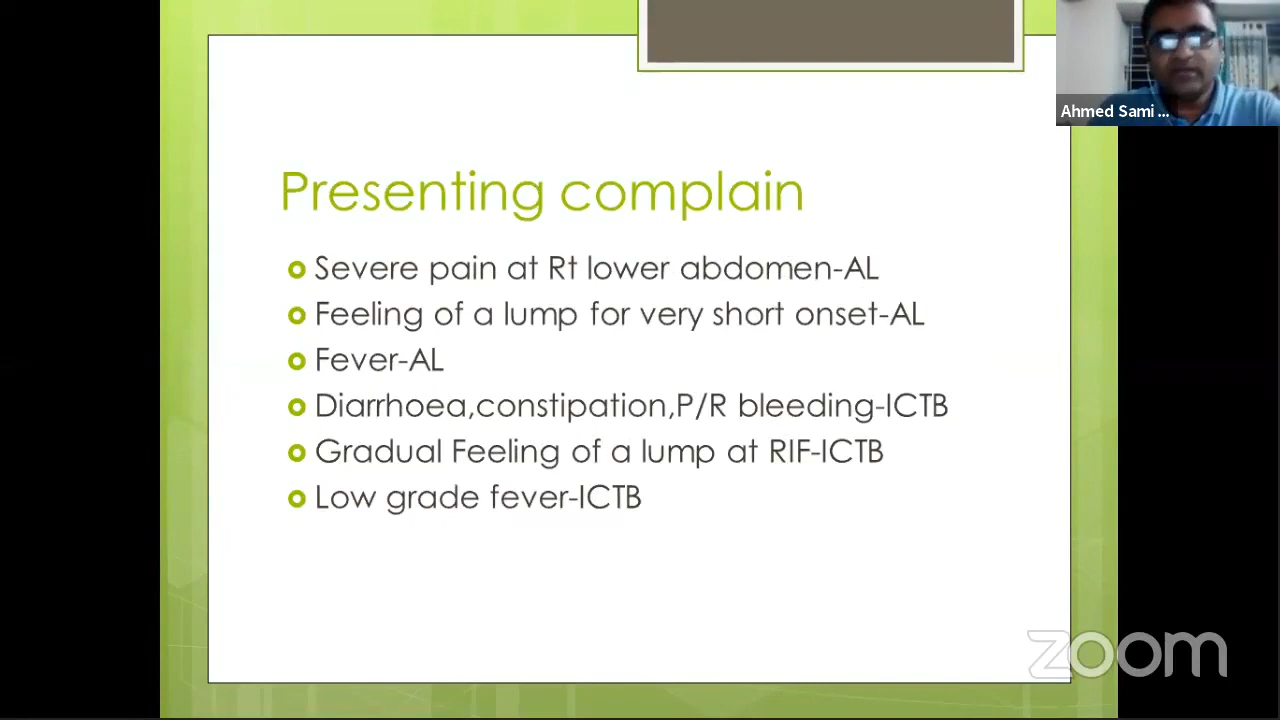 Ahmed Sami ...
Presenting complain
Severe pain at Rt lower abdomen-AL
Feeling of a lump for very short onset-AL
Fever-AL
Diarrhoea,constipation,P/R bleeding-ICTB
Gradual Feeling of a lump at RIF-ICTB
Low grade fever-ICTB
zoom